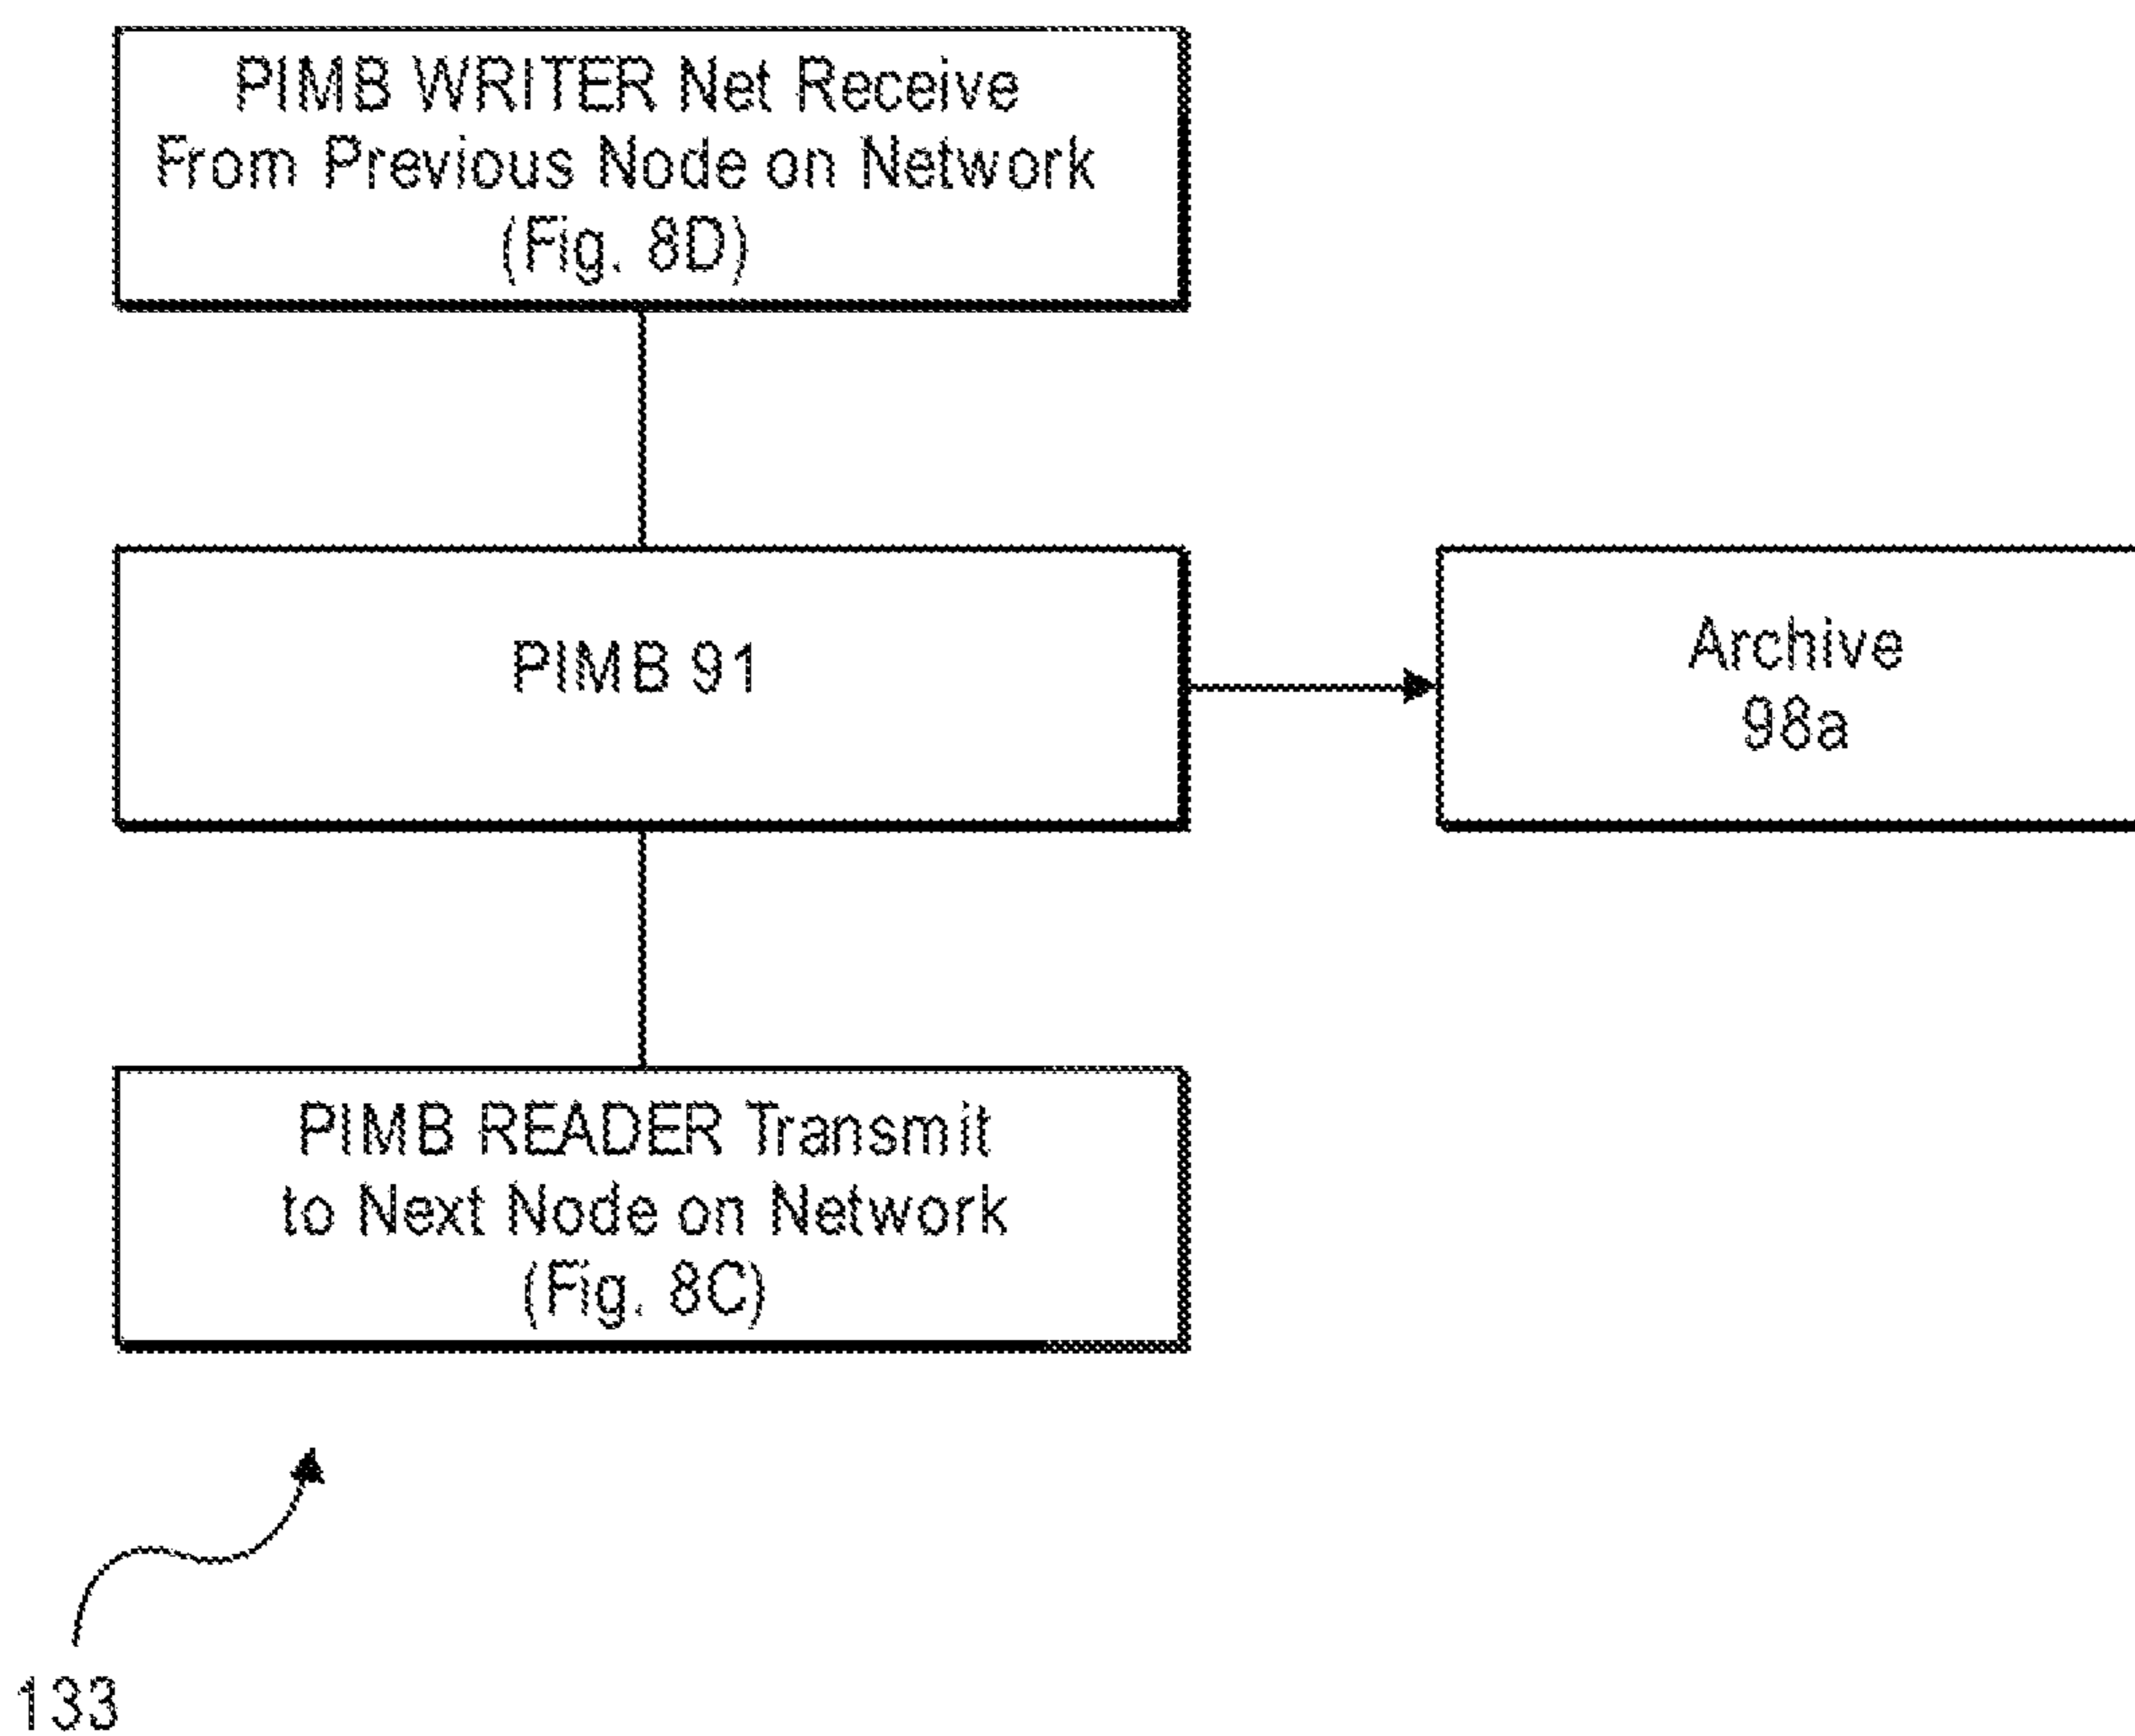 PIMB WRITER Net Receive
From Previous Node on Network
(Fig. 8D)
PIMB 91
Archive
98a
PIMB READER Transmit
to Next Node on Network
(Fig. 8C)
133